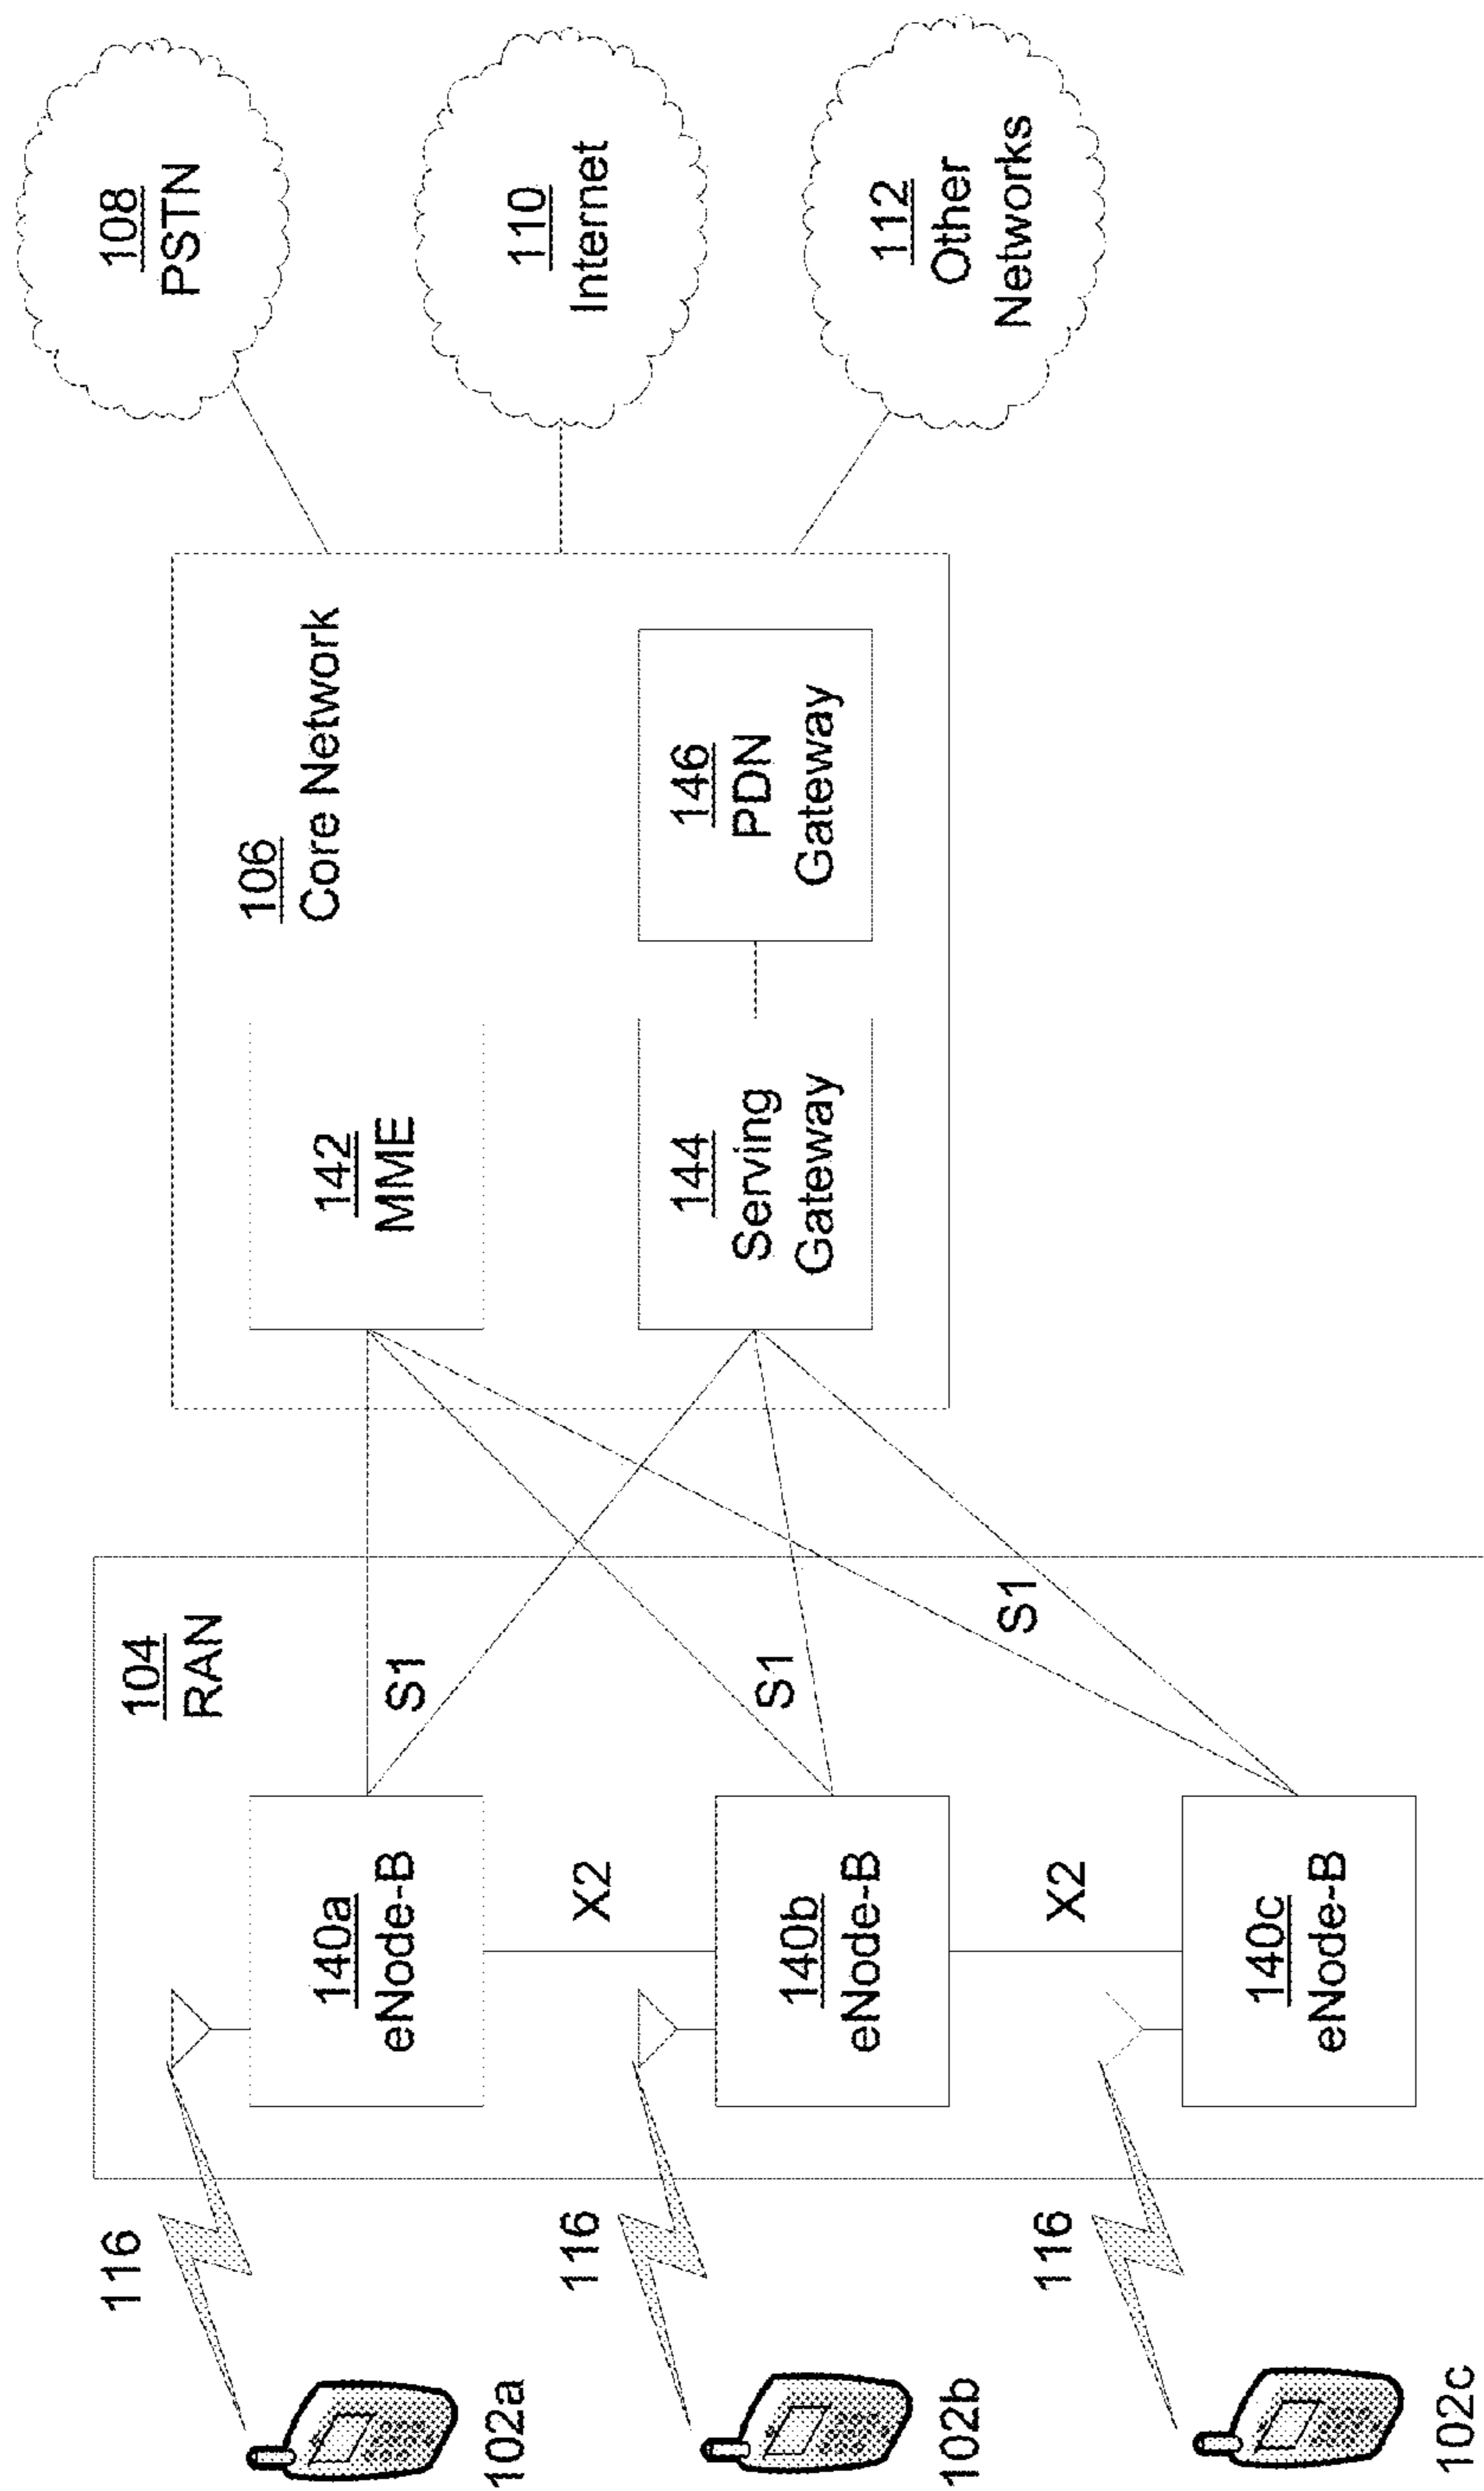 116
102a
116
102b
116
102c
104
RAN
140a
eNode-B
X2
140b
eNode-B
X2
140c
eNode-B
S1
S1
S1
106
Core Network
142
MME
144
Serving
Gateway
146
PDN
Gateway
108
PSTN
110
Internet
112
Other
Networks